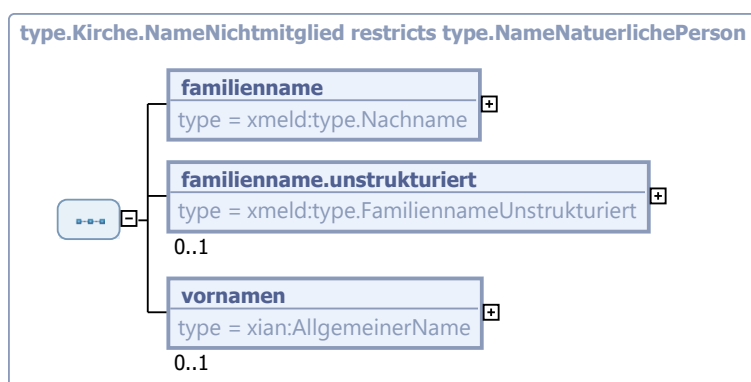 type.Kirche.NameNichtmitglied restricts type.NameNatuerlichePerson
familienname
type = xmeld:type.Nachname
familienname.unstrukturiert
type = xmeld:type.FamiliennameUnstrukturiert
0..1
vornamen
type = xian:AllgemeinerName
0..1